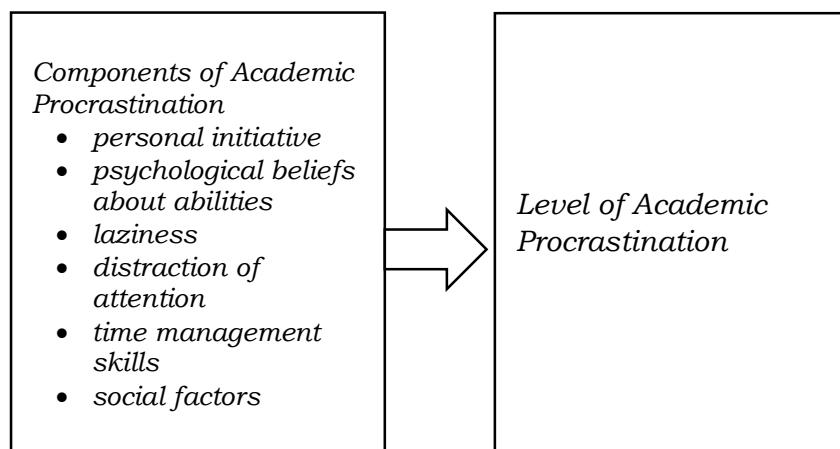 Components of Academic
Procrastination
• personal initiative
• psychological beliefs
about abilities
• laziness
• distraction of
attention
• time management
skills
• social factors
Level of Academic
Procrastination